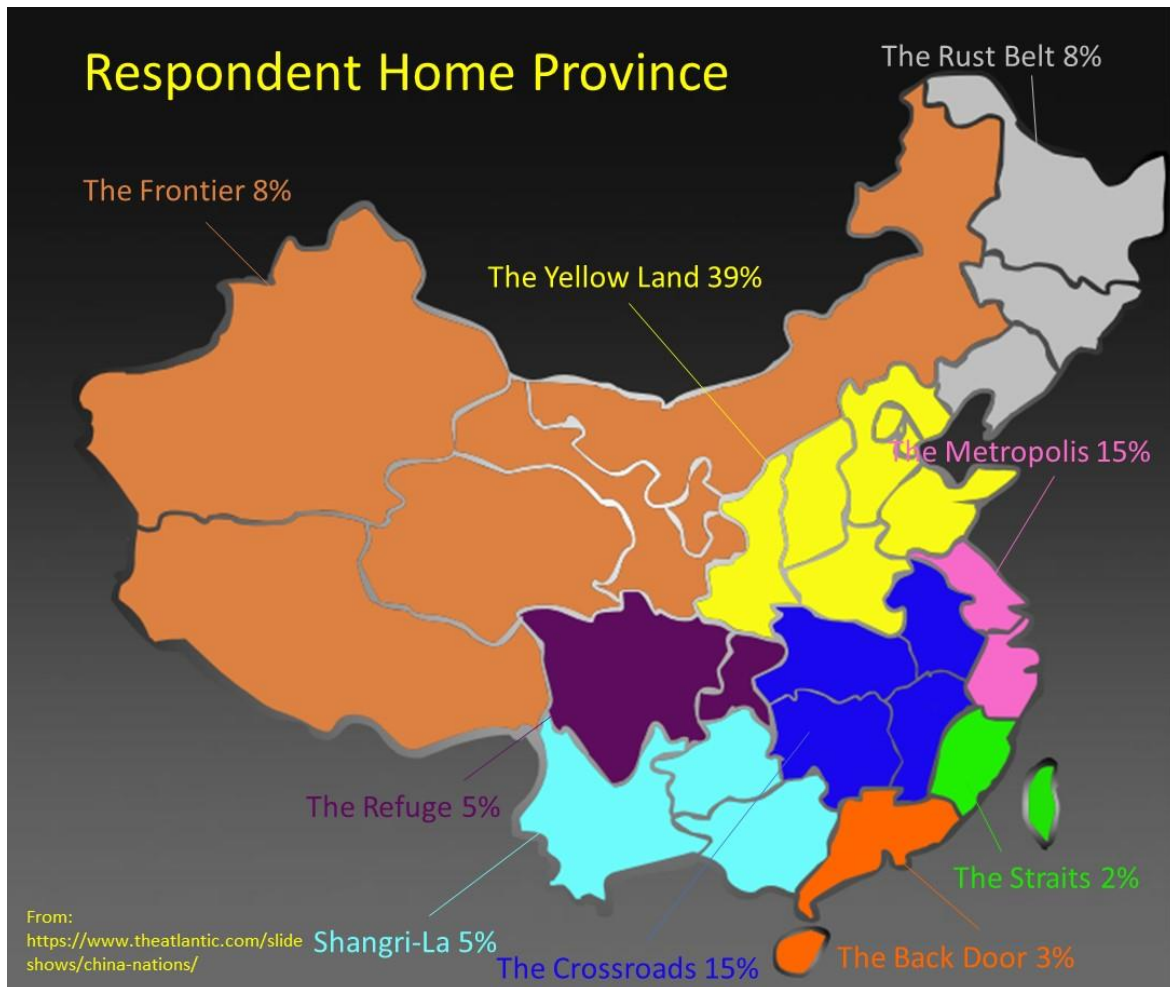 The Rust Belt 8%
Respondent Home Province
The Frontier 8%
The Yellow Land 39%
The Metropolis 15%
The Refuge 5%
The Straits 2%
From:
https://www.theatlantic.com/slide
shows/china-nations/
Shangri-La 5%
The Crossroads 15%
The Back Door 3%